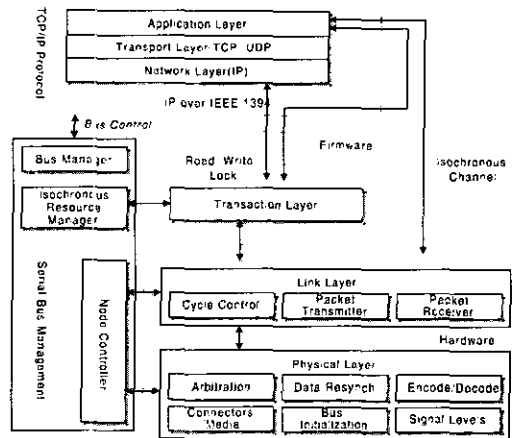 TCP/IP Protocol
Application Layer
Transport Layer TCP UDP
Network Layer(IP)
IP over IEEE 1394
Bus Control
Firmware
Isochronous
Channel
Bus Manager
Read Write
Lock
Isochronous
Resource
Manager
Transaction Layer
Serial Bus Management
Node Controller
Link Layer
Cycle Control
Packet
Transmitter
Packet
Receiver
Hardware
Physical Layer
Arbitration
Data Resynch
Encode/Decode
Connectors
Media
Bus
Initialization
Signal Levels